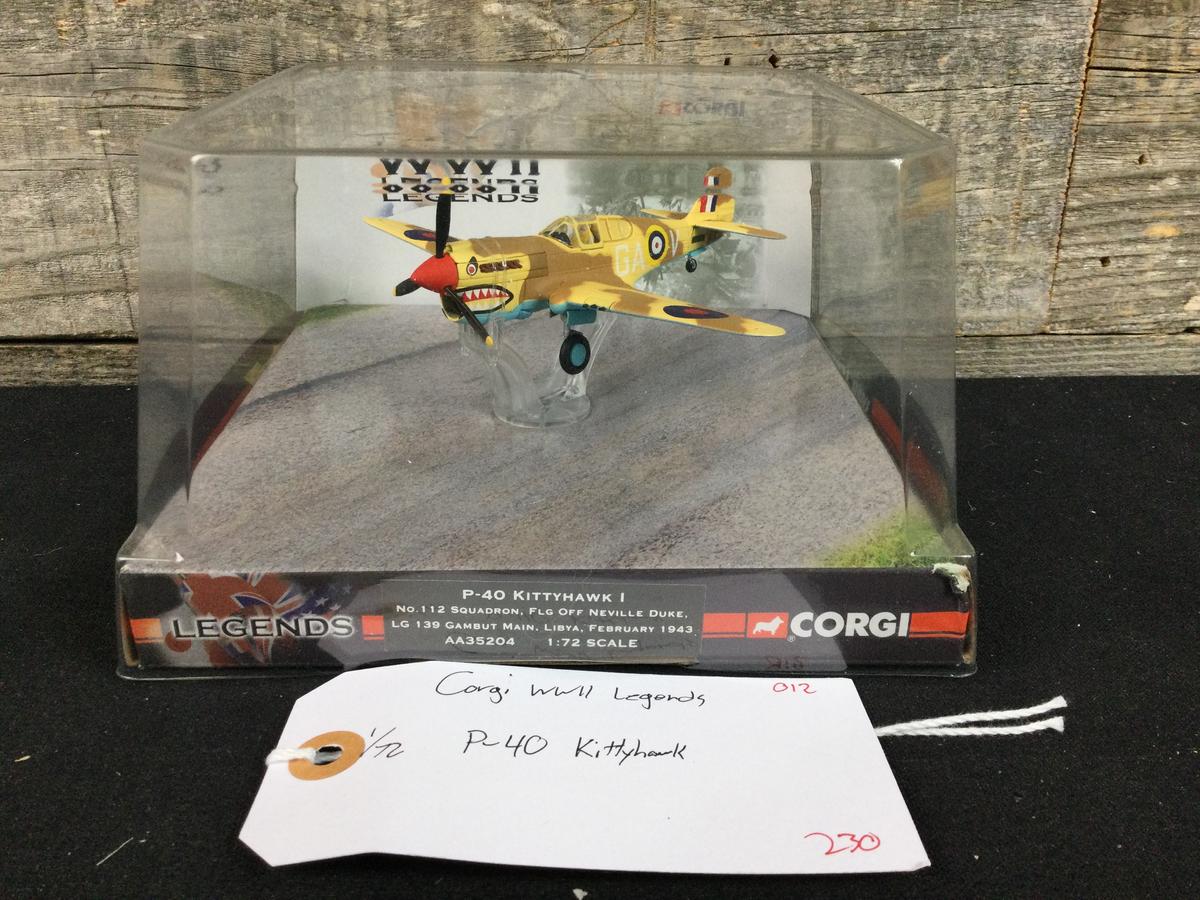 WWII
LEGENDS
GA V
LEGENDS
P-40 KITTYHAWK I
NO.112 SQUADRON, FLG OFF NEVILLE DUKE,
LG 139 GAMBUT MAIN, LIBYA, FEBRUARY 1943
AA35204 1:72 SCALE
CORGI
Corgi WWII Legends 012
1/72 P-40 Kittyhawk
230